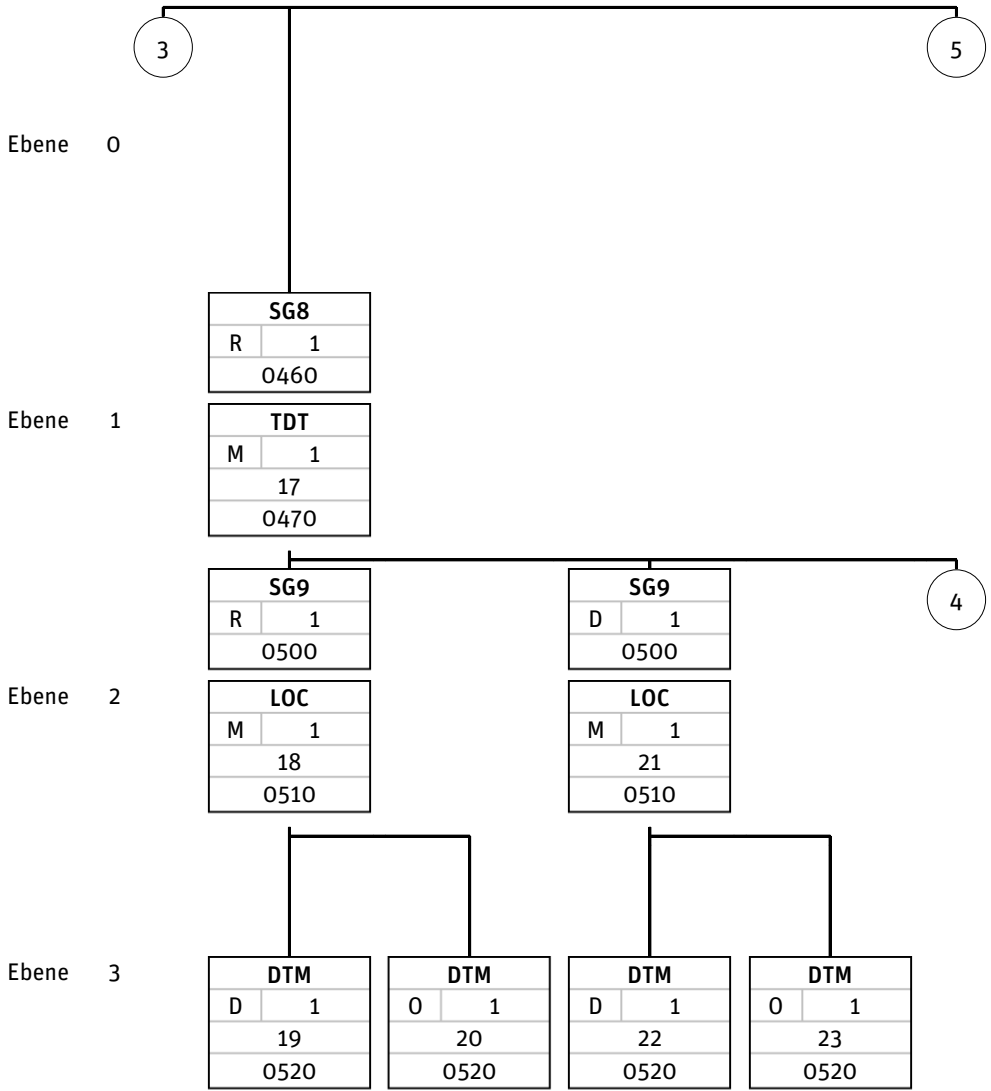 3 5
Ebene 0
SG8
R 1
0460
Ebene 1 TDT
M 1
17
0470
SG9 SG9 4
R 1 D 1
0500 0500
Ebene 2 LOC LOC
M 1 M 1
18 21
0510 0510
Ebene 3 DTM DTM DTM DTM
D 1 O 1 D 1 O 1
19 20 22 23
0520 0520 0520 0520